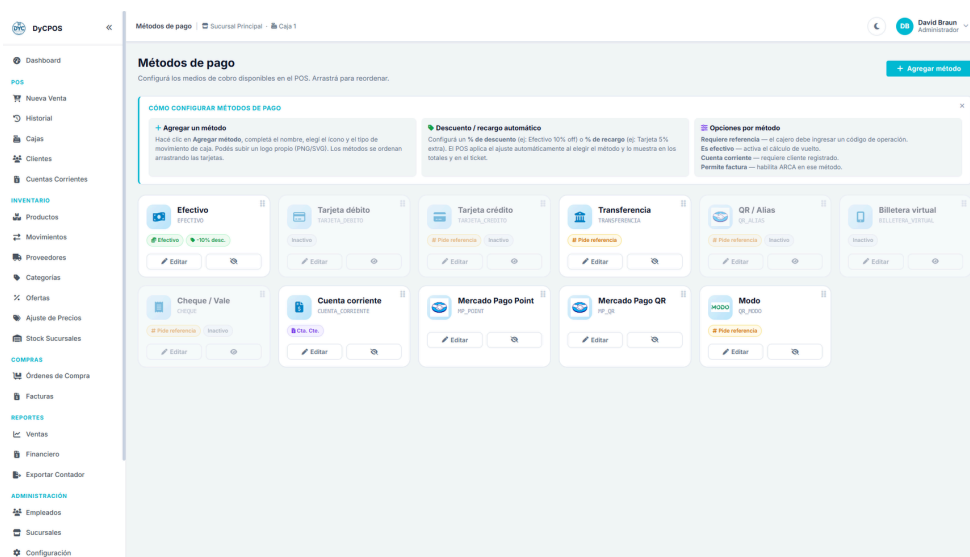 DYC
DyCPOS
«
Métodos de pago
Sucursal Principal · Caja 1
DB
David Braun
Administrador
Dashboard
POS
Nueva Venta
Historial
Cajas
Clientes
Cuentas Corrientes
INVENTARIO
Productos
Movimientos
Proveedores
Categorías
Ofertas
Ajuste de Precios
Stock Sucursales
COMPRAS
Órdenes de Compra
Facturas
REPORTES
Ventas
Financiero
Exportar Contador
ADMINISTRACIÓN
Empleados
Sucursales
Configuración
Métodos de pago
Configurá los medios de cobro disponibles en el POS. Arrastrá para reordenar.
+ Agregar método
CÓMO CONFIGURAR MÉTODOS DE PAGO
×
+ Agregar un método
Hacé clic en Agregar método, completá el nombre, elegí el ícono y el tipo de
movimiento de caja. Podés subir un logo propio (PNG/SVG). Los métodos se ordenan
arrastrando las tarjetas.
Descuento / recargo automático
Configurá un % de descuento (ej: Efectivo 10% off) o % de recargo (ej: Tarjeta 5%
extra). El POS aplica el ajuste automáticamente al elegir el método y lo muestra en los
totales y en el ticket.
Opciones por método
Requiere referencia — el cajero debe ingresar un código de operación.
Es efectivo — activa el cálculo de vuelto.
Cuenta corriente — requiere cliente registrado.
Permite factura — habilita ARCA en ese método.
Efectivo
EFECTIVO
Efectivo
-10% desc.
Editar
Tarjeta débito
TARJETA_DEBITO
Inactivo
Editar
Tarjeta crédito
TARJETA_CREDITO
# Pide referencia
Inactivo
Editar
Transferencia
TRANSFERENCIA
# Pide referencia
Editar
QR / Alias
QR_ALIAS
# Pide referencia
Inactivo
Editar
Billetera virtual
BILLETERA_VIRTUAL
Inactivo
Editar
Cheque / Vale
CHEQUE
# Pide referencia
Inactivo
Editar
Cuenta corriente
CUENTA_CORRIENTE
Cta. Cte.
Editar
Mercado Pago Point
MP_POINT
Editar
Mercado Pago QR
MP_QR
Editar
MODO
Modo
QR_MODO
# Pide referencia
Editar